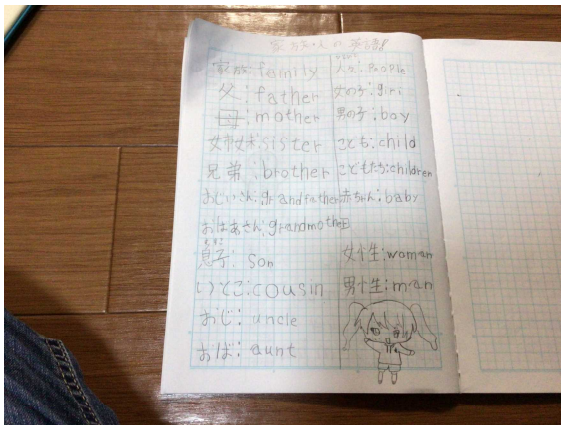 家族・人の英語
家族:family
父:father
母:mother
姉妹:sister
兄弟:brother
おじいさん:grandfather
おばあさん:grandmother
息子:son
いとこ:cousin
おじ:uncle
おば:aunt
人々:People
女の子:girl
男の子:boy
こども:child
こどもたち:children
赤ちゃん:baby
女性:woman
男性:man